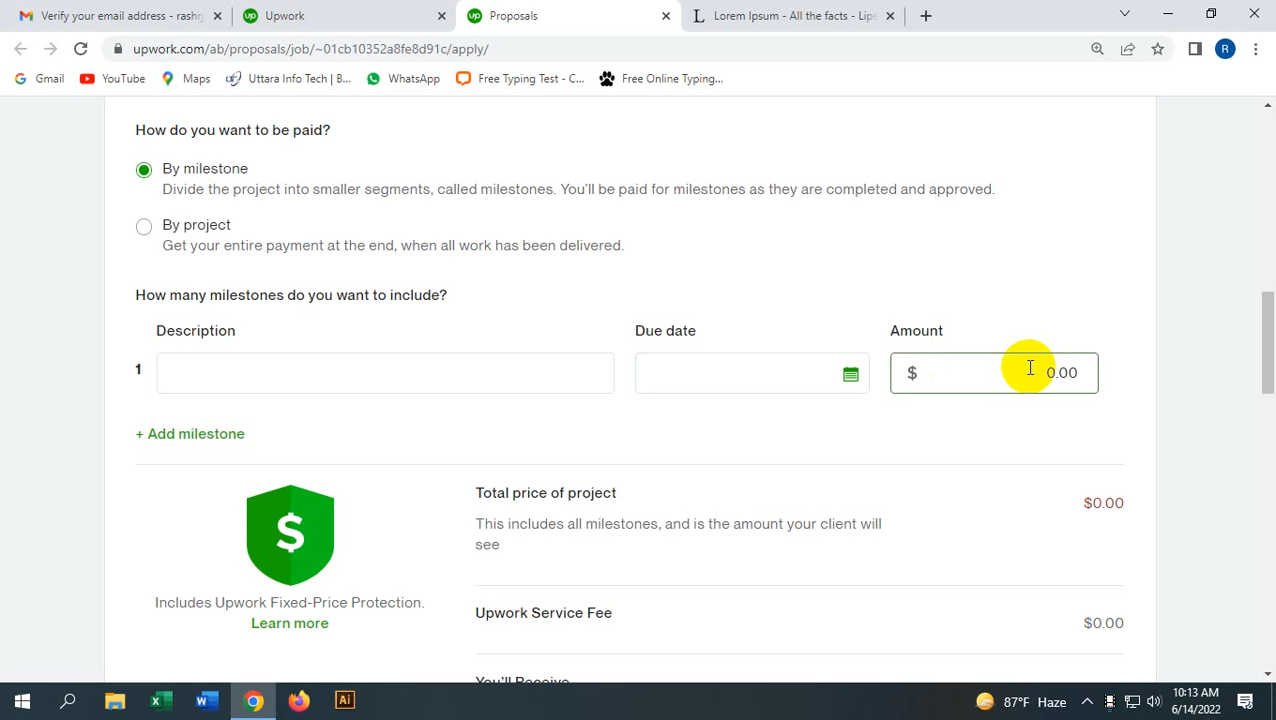 Verify your email address - rashr
Upwork
Proposals
Lorem Ipsum - All the facts - Lips
upwork.com/ab/proposals/job/~01cb10352a8fe8d91c/apply/
R
Gmail
YouTube
Maps
Uttara Info Tech | B...
WhatsApp
Free Typing Test - C...
Free Online Typing...
How do you want to be paid?
By milestone
Divide the project into smaller segments, called milestones. You'll be paid for milestones as they are completed and approved.
By project
Get your entire payment at the end, when all work has been delivered.
How many milestones do you want to include?
Description Due date Amount
1 $ 0.00
+ Add milestone
Total price of project
$0.00
This includes all milestones, and is the amount your client will
see
$
Includes Upwork Fixed-Price Protection.
Learn more
Upwork Service Fee
$0.00
You'll Receive
87°F Haze
10:13 AM
6/14/2022